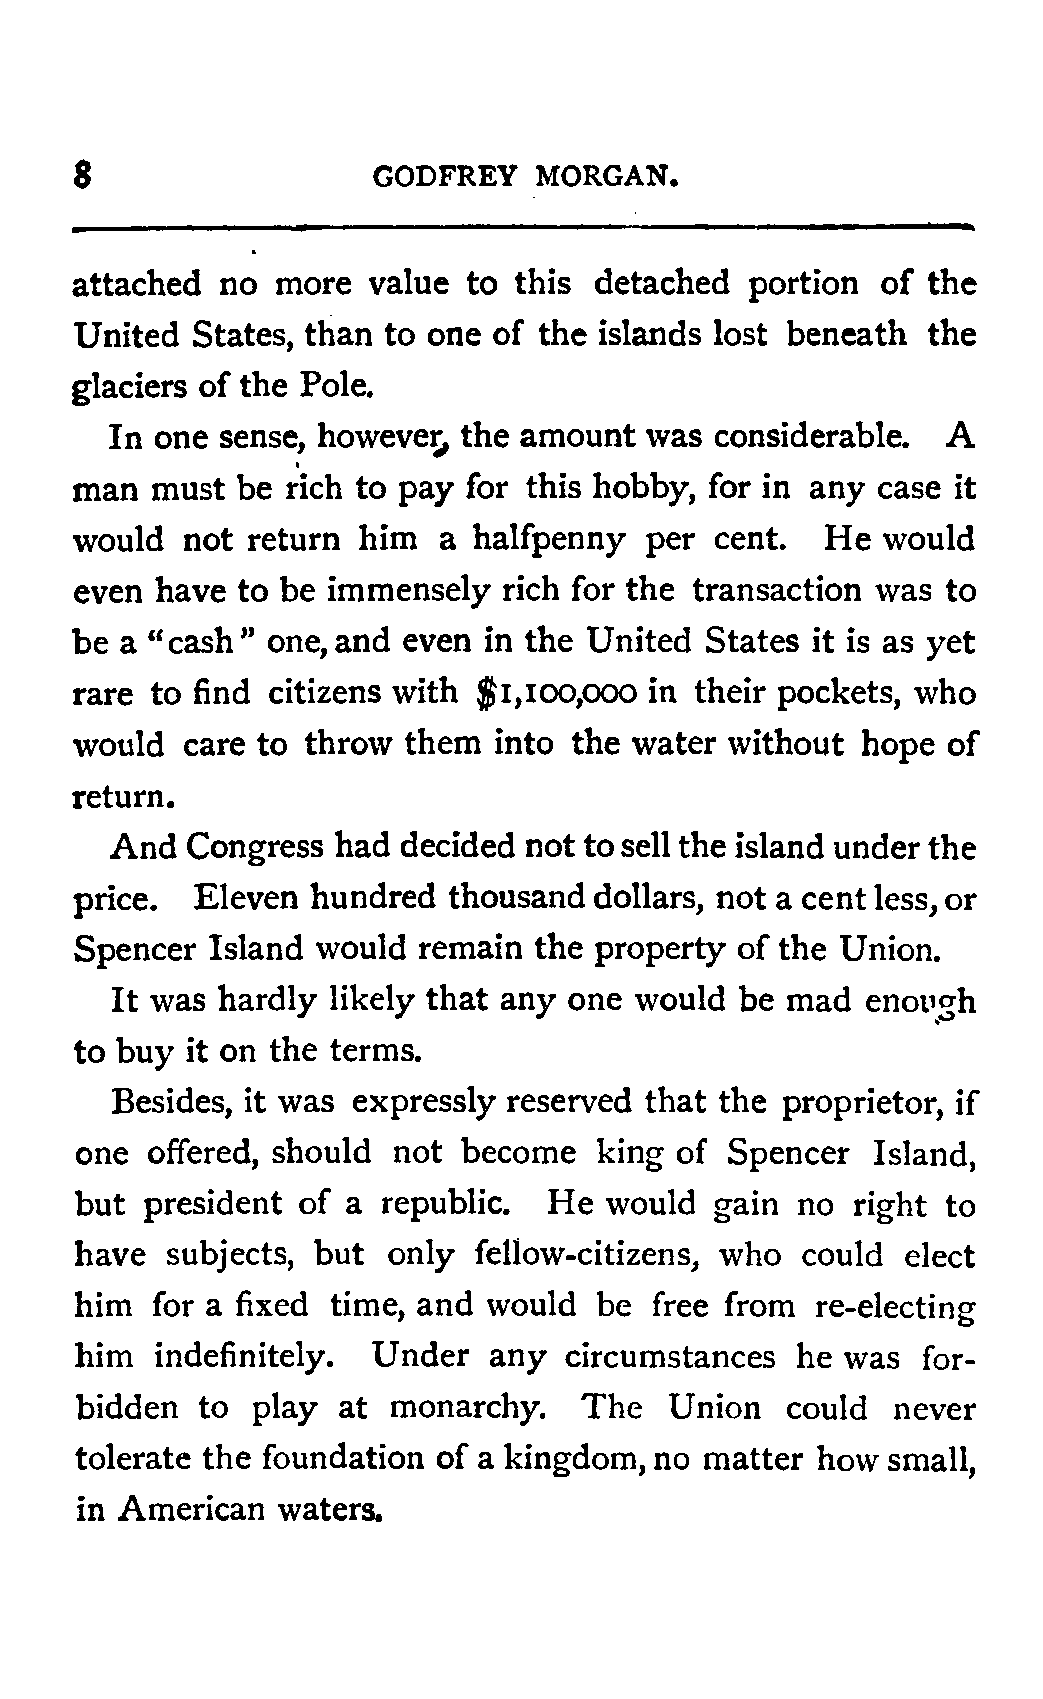 8 GODFREY MORGAN.
attached no more value to this detached portion of the
United States, than to one of the islands lost beneath the
glaciers of the Pole.
In one sense, however, the amount was considerable. A
man must be rich to pay for this hobby, for in any case it
would not return him a halfpenny per cent. He would
even have to be immensely rich for the transaction was to
be a "cash" one, and even in the United States it is as yet
rare to find citizens with $1,100,000 in their pockets, who
would care to throw them into the water without hope of
return.
And Congress had decided not to sell the island under the
price. Eleven hundred thousand dollars, not a cent less, or
Spencer Island would remain the property of the Union.
It was hardly likely that any one would be mad enough
to buy it on the terms.
Besides, it was expressly reserved that the proprietor, if
one offered, should not become king of Spencer Island,
but president of a republic. He would gain no right to
have subjects, but only fellow-citizens, who could elect
him for a fixed time, and would be free from re-electing
him indefinitely. Under any circumstances he was for-
bidden to play at monarchy. The Union could never
tolerate the foundation of a kingdom, no matter how small,
in American waters.